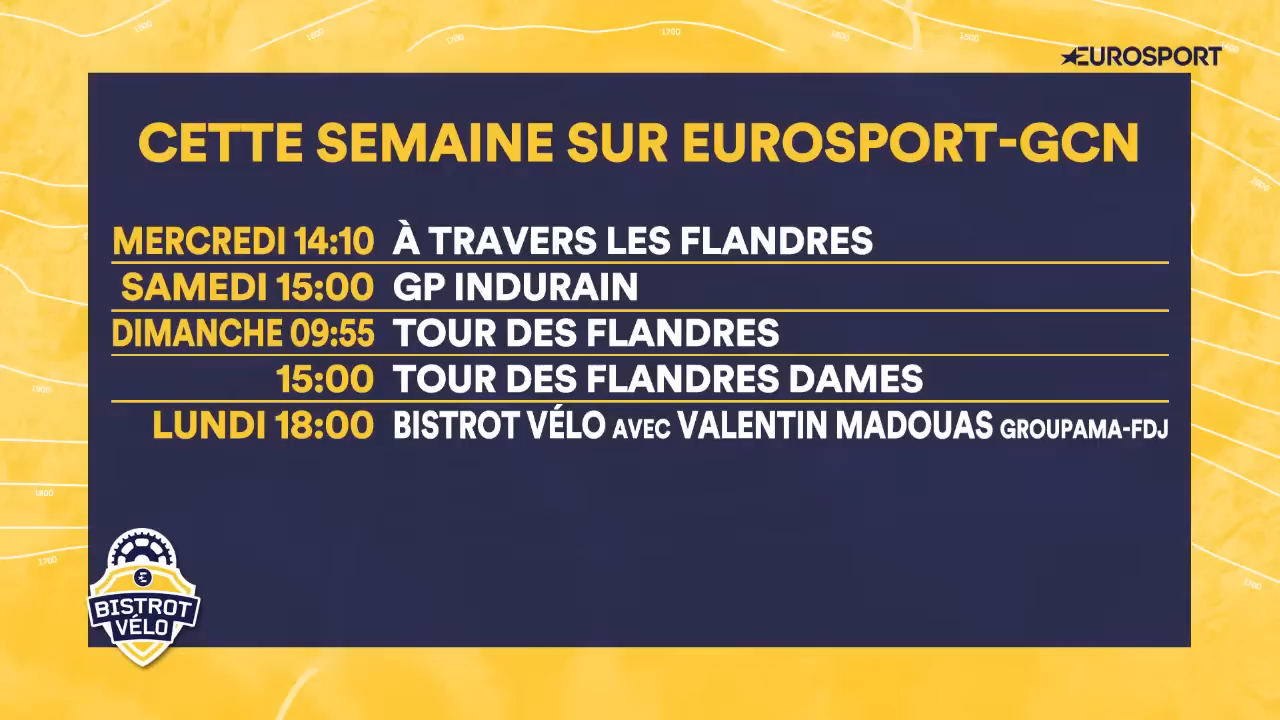 EUROSPORT
CETTE SEMAINE SUR EUROSPORT-GCN
MERCREDI 14:10 À TRAVERS LES FLANDRES
SAMEDI 15:00 GP INDURAIN
DIMANCHE 09:55 TOUR DES FLANDRES
15:00 TOUR DES FLANDRES DAMES
LUNDI 18:00 BISTROT VÉLO AVEC VALENTIN MADOUAS GROUPAMA-FDJ
BISTROT
VÉLO